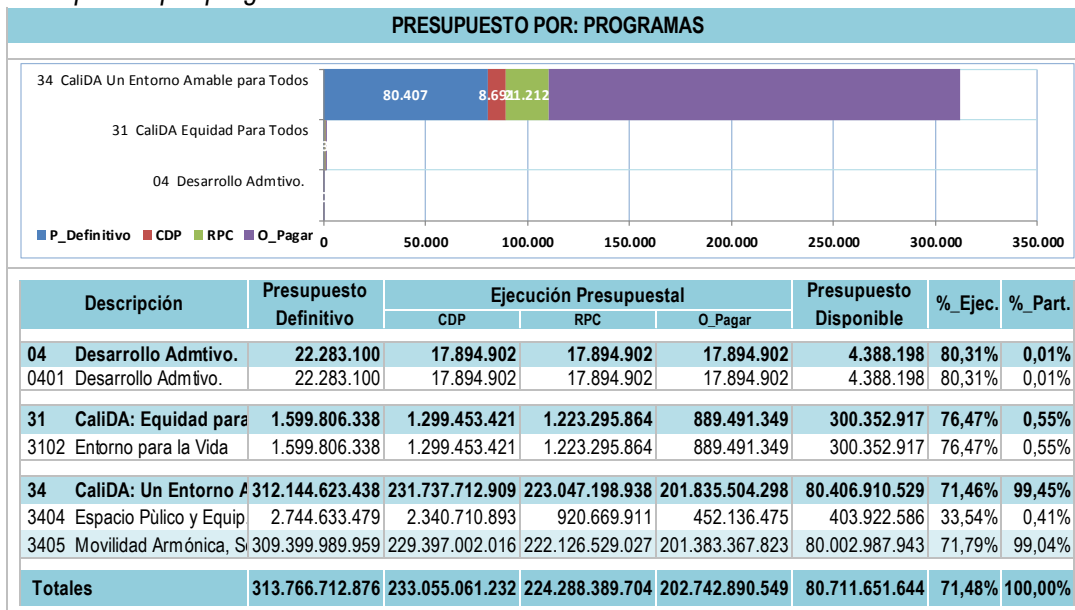 PRESUPUESTO POR: PROGRAMAS
34 CaliDA Un Entorno Amable para Todos
80.407 8.691 21.212
31 CaliDA Equidad Para Todos
04 Desarrollo Admtivo.
P_Definitivo CDP RPC O_Pagar
0 50.000 100.000 150.000 200.000 250.000 300.000 350.000
Descripción Presupuesto Definitivo Ejecución Presupuestal Presupuesto Disponible %_Ejec. %_Part.
CDP RPC O_Pagar
04 Desarrollo Admtivo. 22.283.100 17.894.902 17.894.902 17.894.902 4.388.198 80,31% 0,01%
0401 Desarrollo Admtivo. 22.283.100 17.894.902 17.894.902 17.894.902 4.388.198 80,31% 0,01%
31 CaliDA: Equidad para 1.599.806.338 1.299.453.421 1.223.295.864 889.491.349 300.352.917 76,47% 0,55%
3102 Entorno para la Vida 1.599.806.338 1.299.453.421 1.223.295.864 889.491.349 300.352.917 76,47% 0,55%
34 CaliDA: Un Entorno A 312.144.623.438 231.737.712.909 223.047.198.938 201.835.504.298 80.406.910.529 71,46% 99,45%
3404 Espacio Pùlico y Equip 2.744.633.479 2.340.710.893 920.669.911 452.136.475 403.922.586 33,54% 0,41%
3405 Movilidad Armónica, S 309.399.989.959 229.397.002.016 222.126.529.027 201.383.367.823 80.002.987.943 71,79% 99,04%
Totales 313.766.712.876 233.055.061.232 224.288.389.704 202.742.890.549 80.711.651.644 71,48% 100,00%